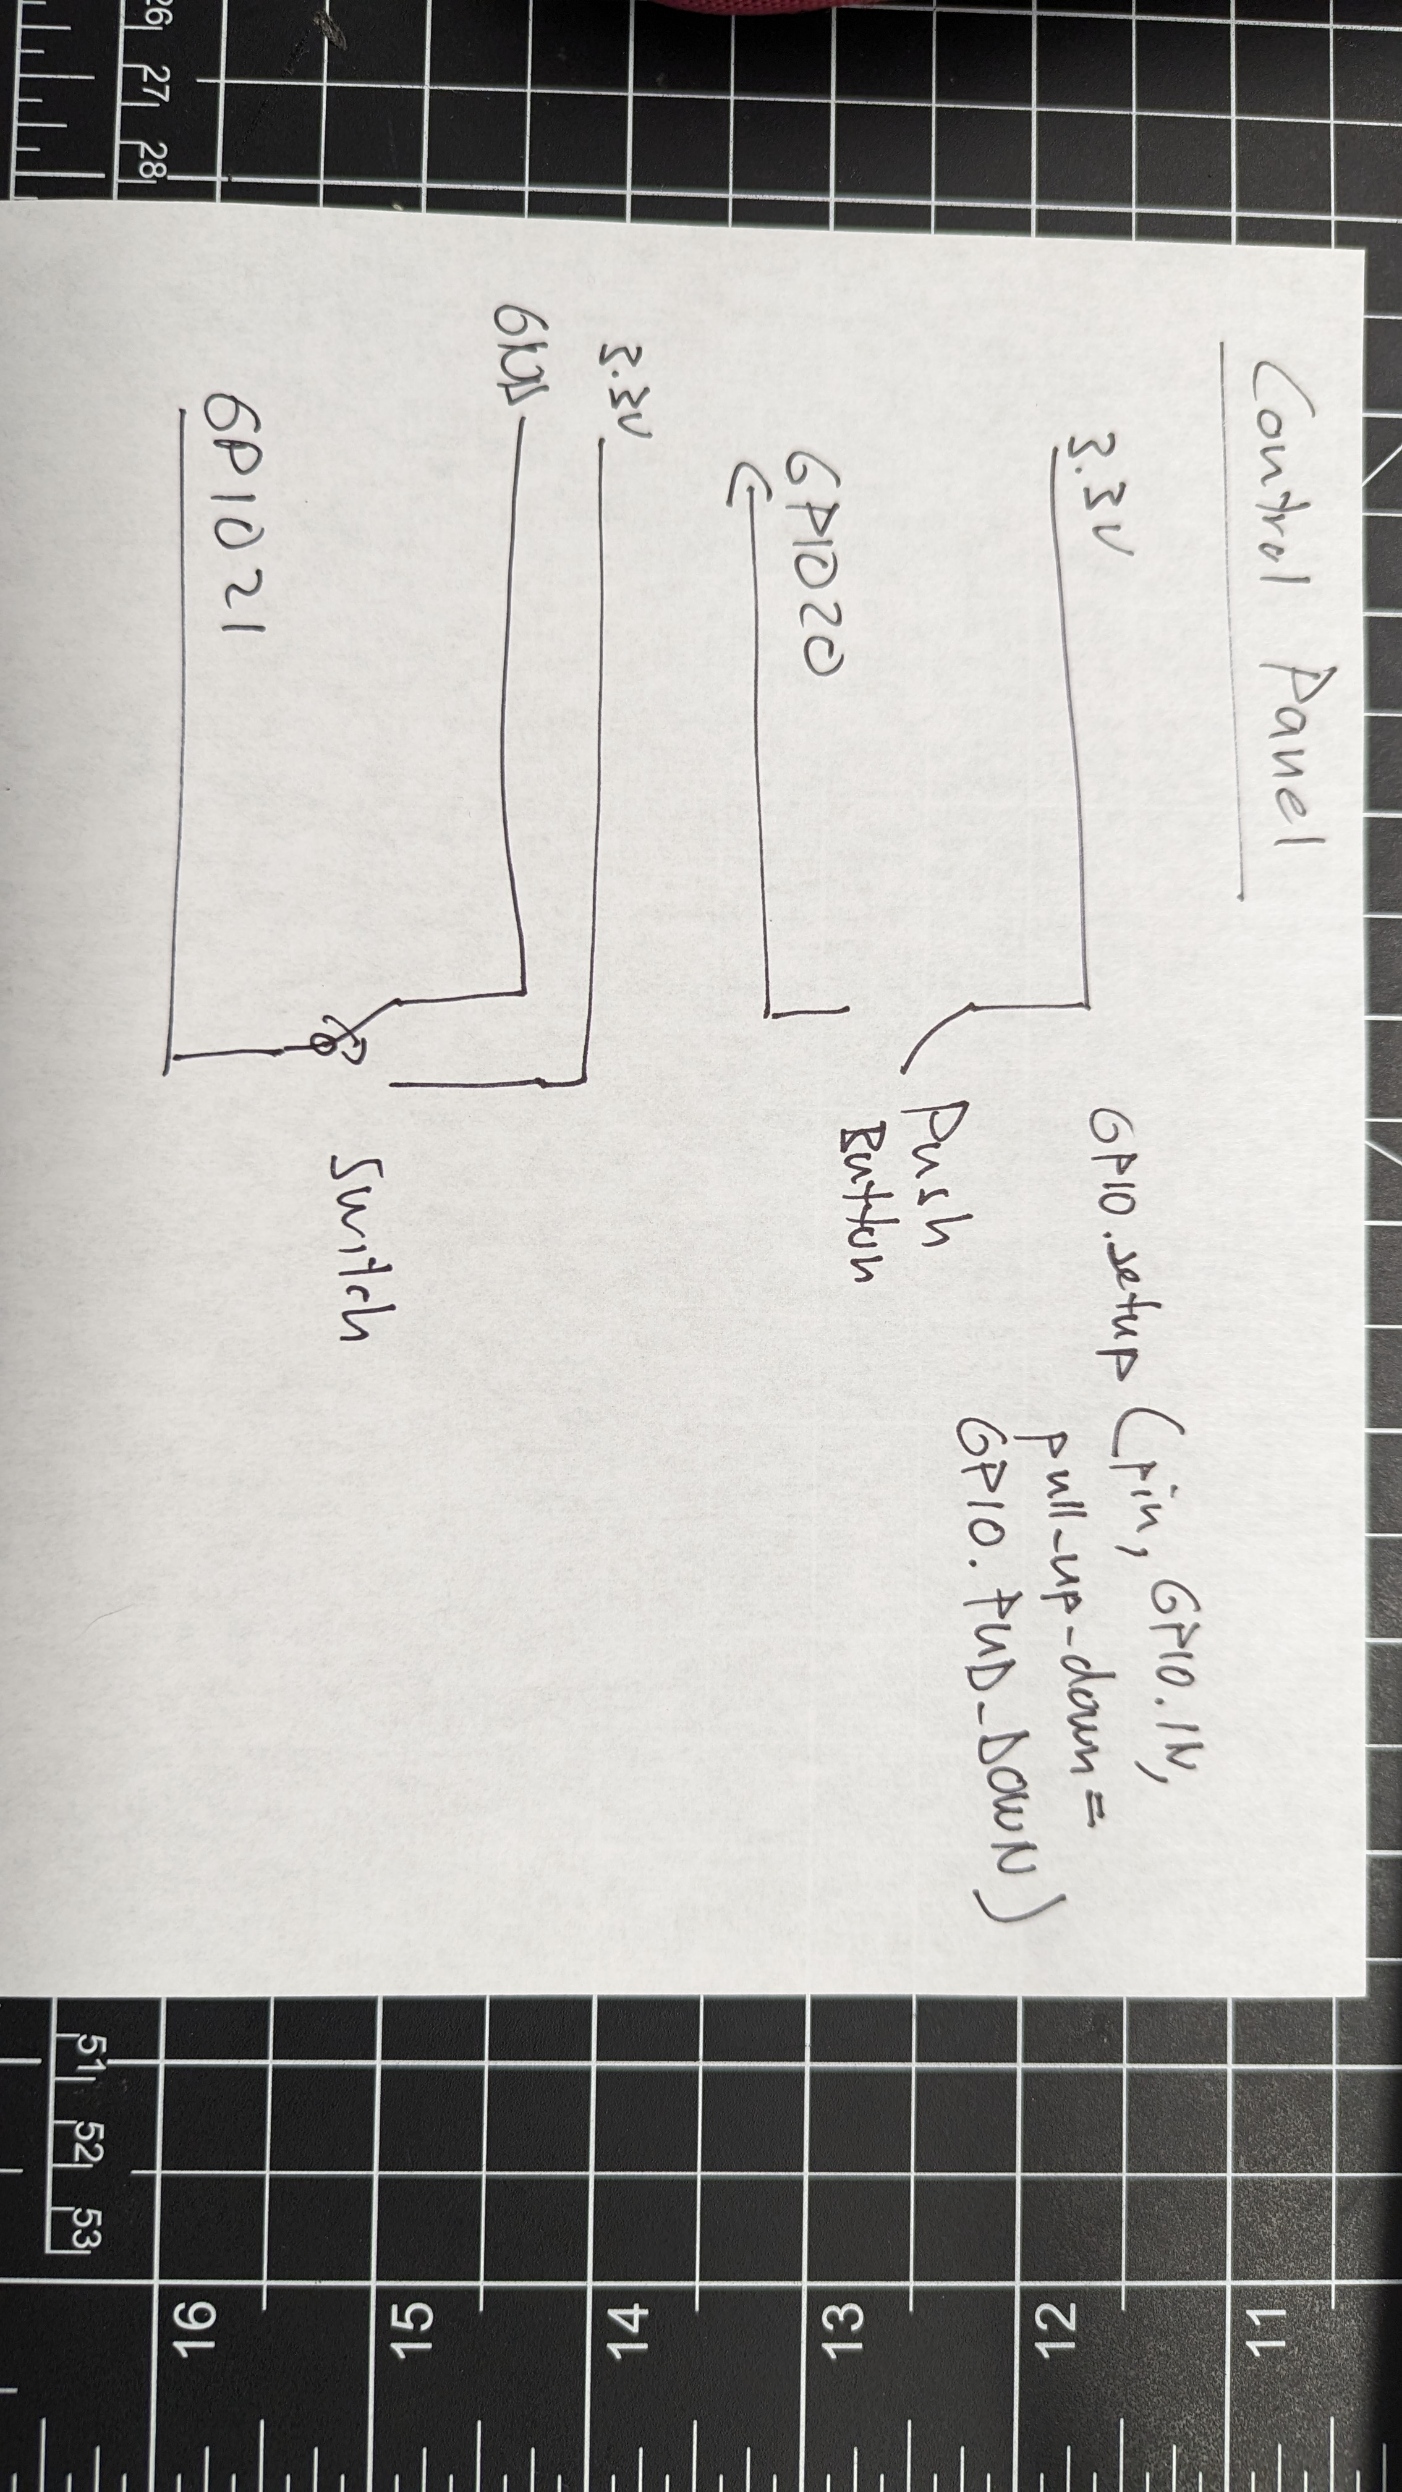 Control Panel
3.3V
GPIO.setup (pin, GPIO.IN,
pull-up-down=
GPIO.PUD_DOWN)
Push
Button
GPIO20
3.3V
GND
Switch
GPIO21
26 27 28
51 52 53
11
12
13
14
15
16